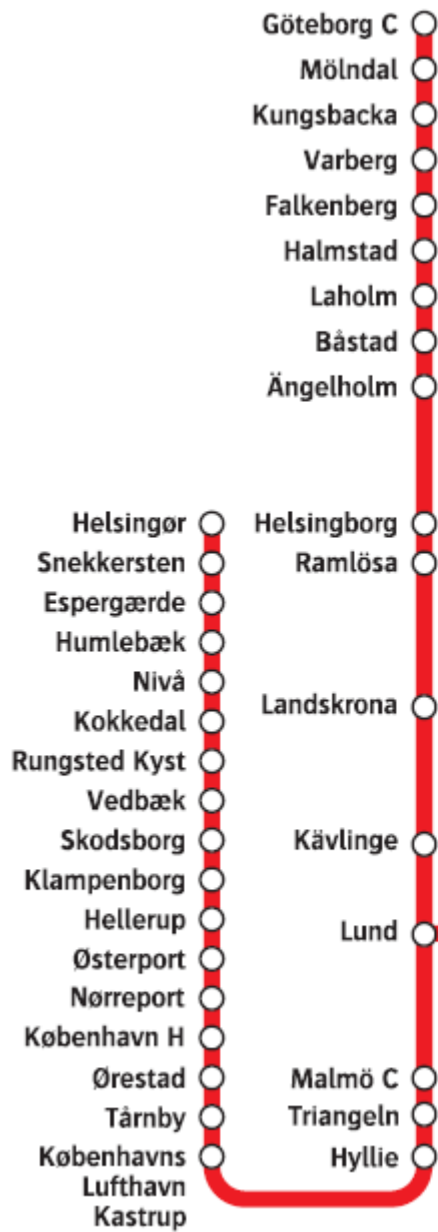 Göteborg C
Mölndal
Kungsbacka
Varberg
Falkenberg
Halmstad
Laholm
Båstad
Ängelholm
Helsingborg
Ramlösa
Landskrona
Kävlinge
Lund
Malmö C
Triangeln
Hyllie
Helsingør
Snekkersten
Espergærde
Humlebæk
Nivå
Kokkedal
Rungsted Kyst
Vedbæk
Skodsborg
Klampenborg
Hellerup
Østerport
Nørreport
København H
Ørestad
Tårnby
Københavns
Lufthavn
Kastrup